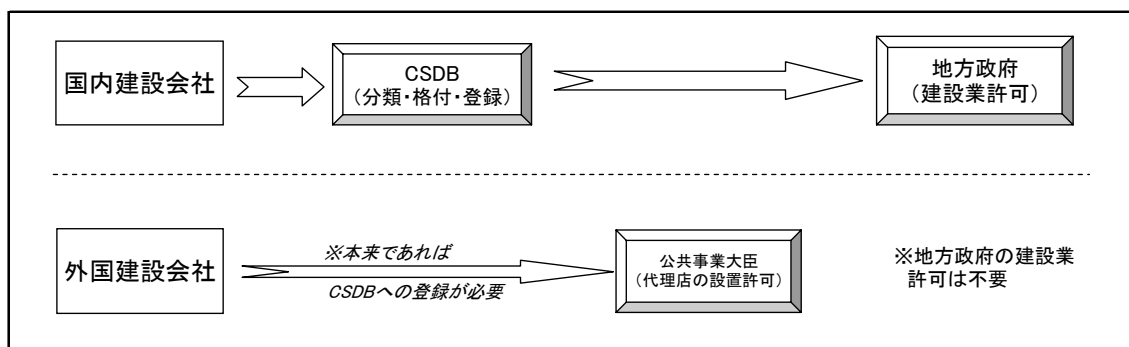 国内建設会社
CSDB
（分類・格付・登録）
地方政府
（建設業許可）
外国建設会社
※本来であれば
CSDBへの登録が必要
公共事業大臣
（代理店の設置許可）
※地方政府の建設業
許可は不要